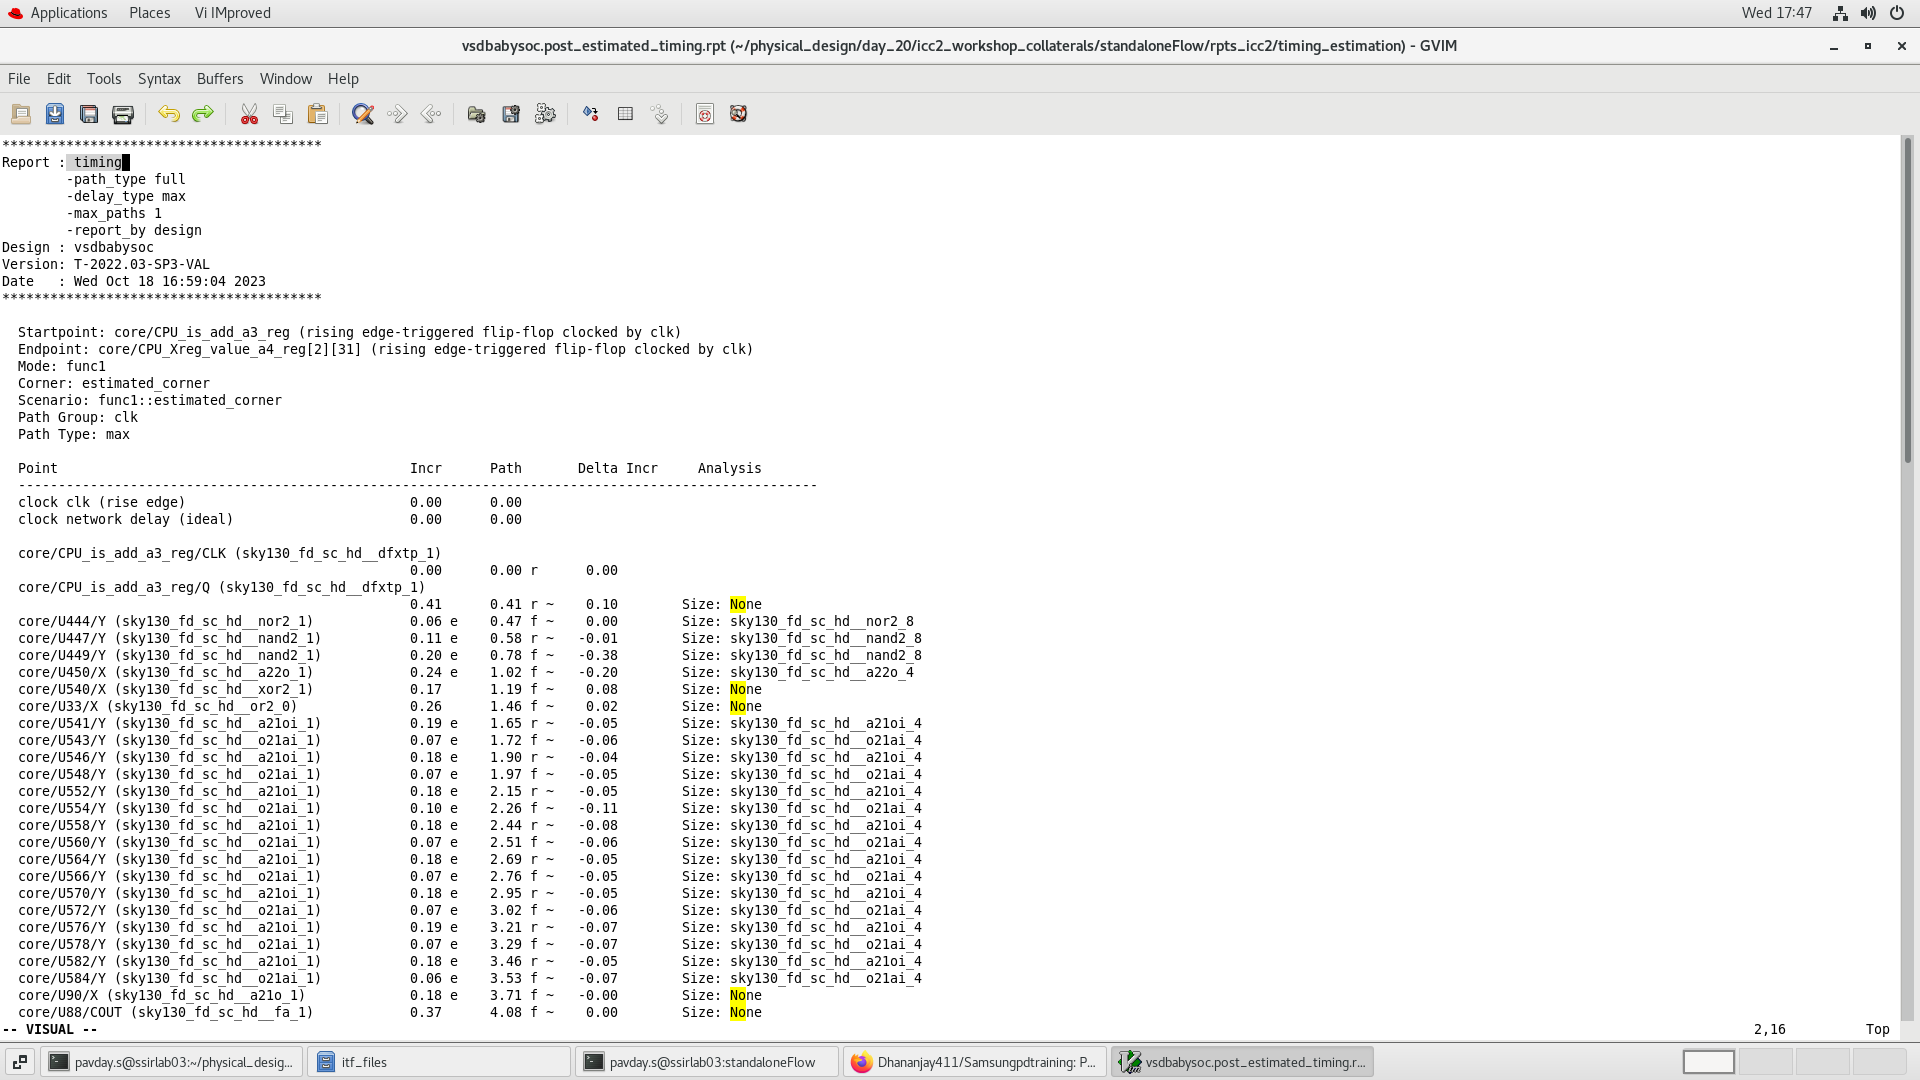 Applications Places Vi IMproved Wed 17:47
vsdbabysoc.post_estimated_timing.rpt (~/physical_design/day_20/icc2_workshop_collaterals/standaloneFlow/rpts_icc2/timing_estimation) - GVIM
File Edit Tools Syntax Buffers Window Help
****************************************
Report : timing
-path_type full
-delay_type max
-max_paths 1
-report_by design
Design : vsdbabysoc
Version: T-2022.03-SP3-VAL
Date : Wed Oct 18 16:59:04 2023
****************************************
Startpoint: core/CPU_is_add_a3_reg (rising edge-triggered flip-flop clocked by clk)
Endpoint: core/CPU_Xreg_value_a4_reg[2][31] (rising edge-triggered flip-flop clocked by clk)
Mode: func1
Corner: estimated_corner
Scenario: func1::estimated_corner
Path Group: clk
Path Type: max
Point Incr Path Delta Incr Analysis
----------------------------------------------------------------------------------------------------
clock clk (rise edge) 0.00 0.00
clock network delay (ideal) 0.00 0.00
core/CPU_is_add_a3_reg/CLK (sky130_fd_sc_hd__dfxtp_1)
0.00 0.00 r 0.00
core/CPU_is_add_a3_reg/Q (sky130_fd_sc_hd__dfxtp_1)
0.41 0.41 r ~ 0.10 Size: None
core/U444/Y (sky130_fd_sc_hd__nor2_1) 0.06 e 0.47 f ~ 0.00 Size: sky130_fd_sc_hd__nor2_8
core/U447/Y (sky130_fd_sc_hd__nand2_1) 0.11 e 0.58 r ~ -0.01 Size: sky130_fd_sc_hd__nand2_8
core/U449/Y (sky130_fd_sc_hd__nand2_1) 0.20 e 0.78 f ~ -0.38 Size: sky130_fd_sc_hd__nand2_8
core/U450/X (sky130_fd_sc_hd__a22o_1) 0.24 e 1.02 f ~ -0.20 Size: sky130_fd_sc_hd__a22o_4
core/U540/X (sky130_fd_sc_hd__xor2_1) 0.17 1.19 f ~ 0.08 Size: None
core/U33/X (sky130_fd_sc_hd__or2_0) 0.26 1.46 f ~ 0.02 Size: None
core/U541/Y (sky130_fd_sc_hd__a21oi_1) 0.19 e 1.65 r ~ -0.05 Size: sky130_fd_sc_hd__a21oi_4
core/U543/Y (sky130_fd_sc_hd__o21ai_1) 0.07 e 1.72 f ~ -0.06 Size: sky130_fd_sc_hd__o21ai_4
core/U546/Y (sky130_fd_sc_hd__a21oi_1) 0.18 e 1.90 r ~ -0.04 Size: sky130_fd_sc_hd__a21oi_4
core/U548/Y (sky130_fd_sc_hd__o21ai_1) 0.07 e 1.97 f ~ -0.05 Size: sky130_fd_sc_hd__o21ai_4
core/U552/Y (sky130_fd_sc_hd__a21oi_1) 0.18 e 2.15 r ~ -0.05 Size: sky130_fd_sc_hd__a21oi_4
core/U554/Y (sky130_fd_sc_hd__o21ai_1) 0.10 e 2.26 f ~ -0.11 Size: sky130_fd_sc_hd__o21ai_4
core/U558/Y (sky130_fd_sc_hd__a21oi_1) 0.18 e 2.44 r ~ -0.08 Size: sky130_fd_sc_hd__a21oi_4
core/U560/Y (sky130_fd_sc_hd__o21ai_1) 0.07 e 2.51 f ~ -0.06 Size: sky130_fd_sc_hd__o21ai_4
core/U564/Y (sky130_fd_sc_hd__a21oi_1) 0.18 e 2.69 r ~ -0.05 Size: sky130_fd_sc_hd__a21oi_4
core/U566/Y (sky130_fd_sc_hd__o21ai_1) 0.07 e 2.76 f ~ -0.05 Size: sky130_fd_sc_hd__o21ai_4
core/U570/Y (sky130_fd_sc_hd__a21oi_1) 0.18 e 2.95 r ~ -0.05 Size: sky130_fd_sc_hd__a21oi_4
core/U572/Y (sky130_fd_sc_hd__o21ai_1) 0.07 e 3.02 f ~ -0.06 Size: sky130_fd_sc_hd__o21ai_4
core/U576/Y (sky130_fd_sc_hd__a21oi_1) 0.19 e 3.21 r ~ -0.07 Size: sky130_fd_sc_hd__a21oi_4
core/U578/Y (sky130_fd_sc_hd__o21ai_1) 0.07 e 3.29 f ~ -0.07 Size: sky130_fd_sc_hd__o21ai_4
core/U582/Y (sky130_fd_sc_hd__a21oi_1) 0.18 e 3.46 r ~ -0.05 Size: sky130_fd_sc_hd__a21oi_4
core/U584/Y (sky130_fd_sc_hd__o21ai_1) 0.06 e 3.53 f ~ -0.07 Size: sky130_fd_sc_hd__o21ai_4
core/U90/X (sky130_fd_sc_hd__a21o_1) 0.18 e 3.71 f ~ -0.00 Size: None
core/U88/COUT (sky130_fd_sc_hd__fa_1) 0.37 4.08 f ~ 0.00 Size: None
-- VISUAL -- 2,16 Top
pavday.s@ssirlab03:~/physical_desig... itf_files pavday.s@ssirlab03:standaloneFlow Dhananjay411/Samsungpdtraining: P... vsdbabysoc.post_estimated_timing.r...